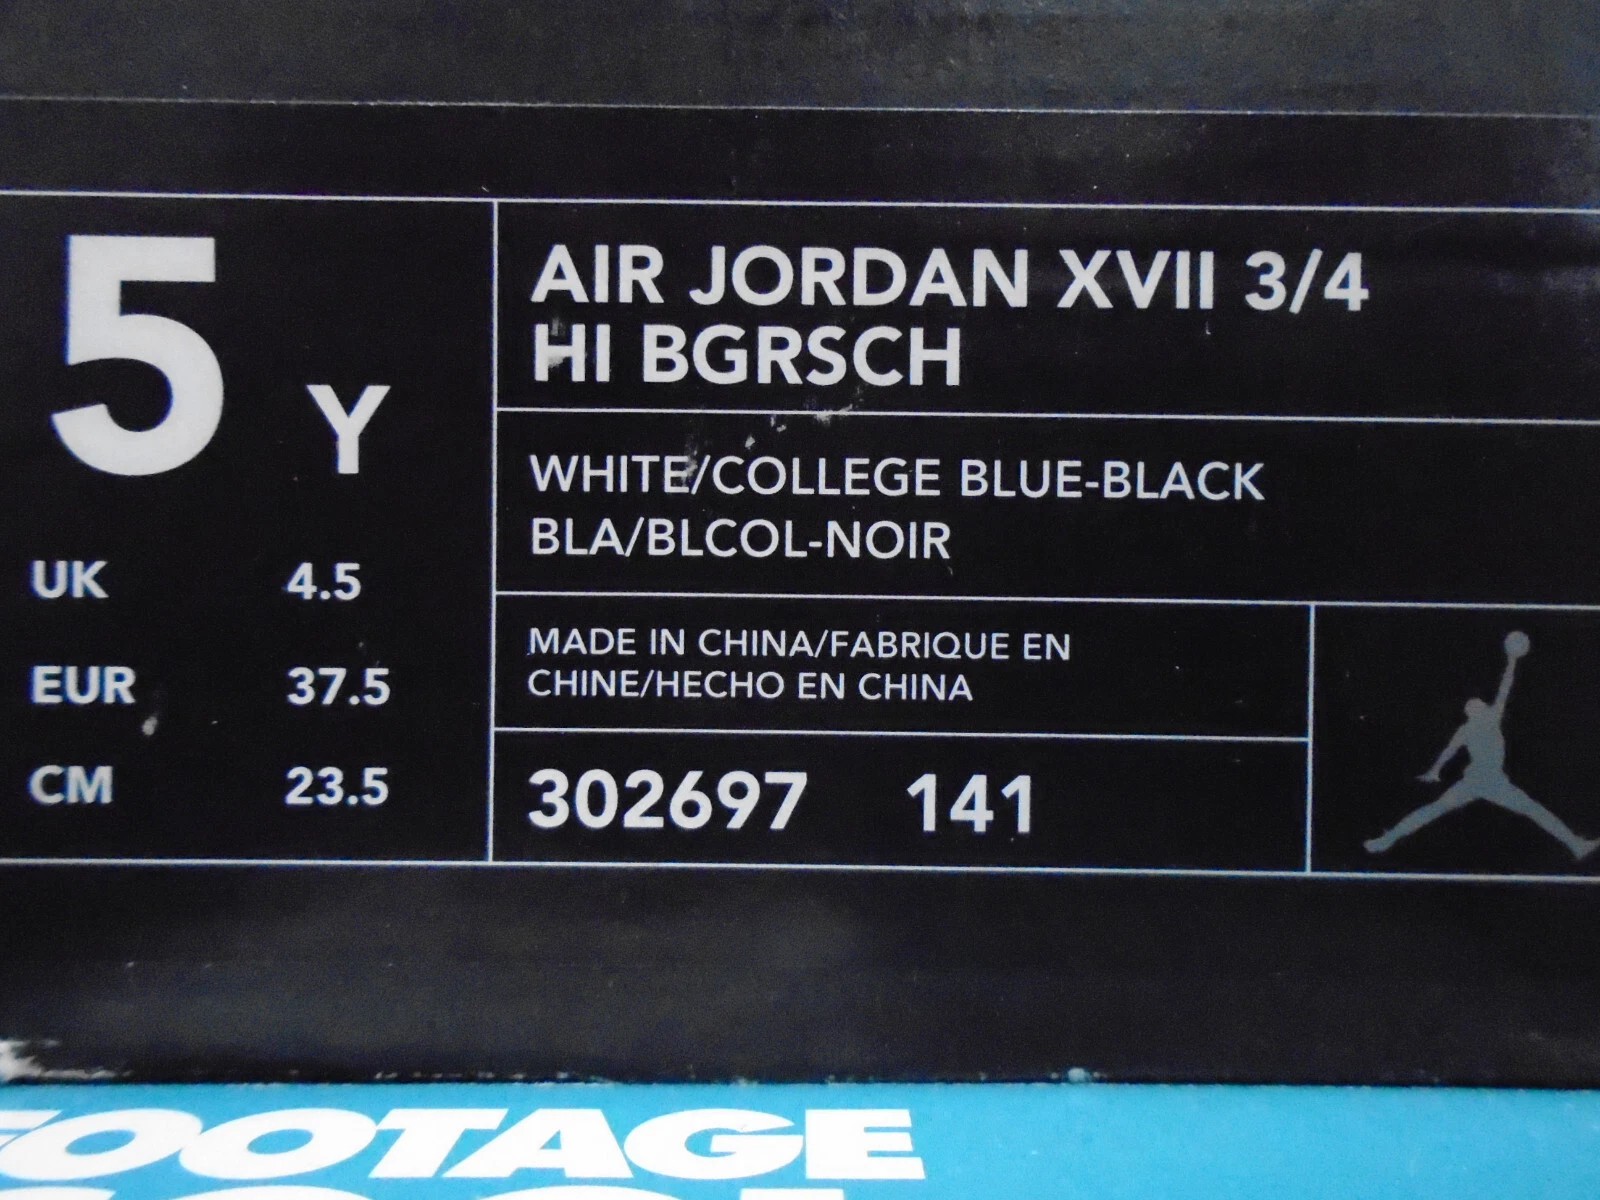 5 Y
UK 4.5
EUR 37.5
CM 23.5
AIR JORDAN XVII 3/4
HI BGRSCH
WHITE/COLLEGE BLUE-BLACK
BLA/BLCOL-NOIR
MADE IN CHINA/FABRIQUE EN
CHINE/HECHO EN CHINA
302697 141
FOOTAGE